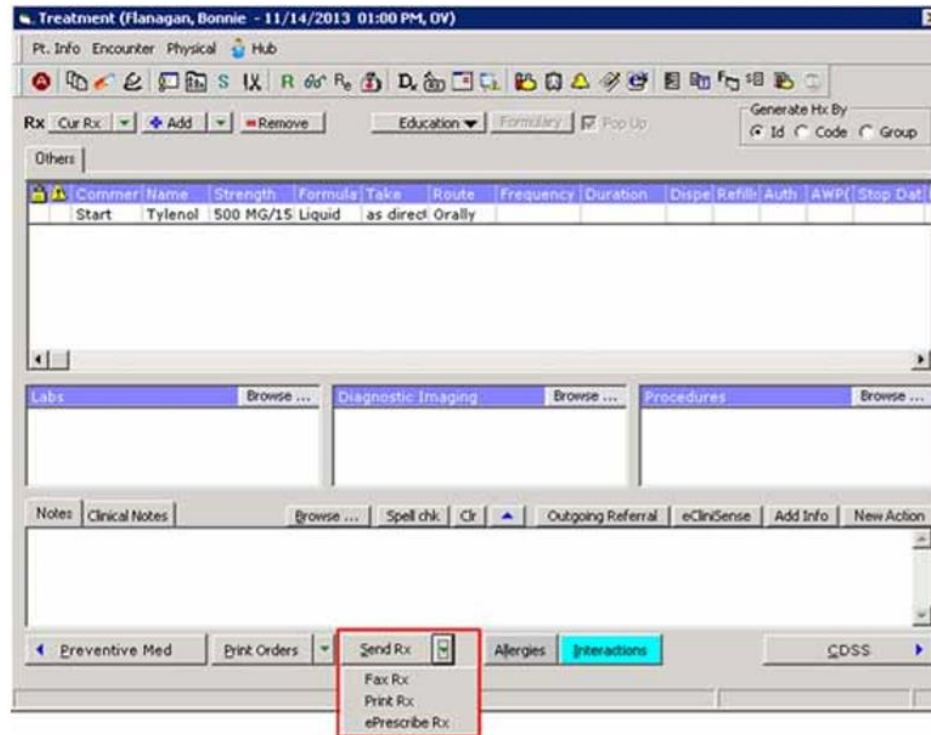 Treatment (Flanagan, Bonnie - 11/14/2013 01:00 PM, OV)
Pt. Info Encounter Physical Hub
S R Re Dx
Rx Cur Rx Add Remove Education Formulary Pop Up Generate Hx By
Id Code Group
Others
Commer Name Strength Formula Take Route Frequency Duration Dispe Refills Auth AWP( Stop Dat
Start Tylenol 500 MG/15 Liquid as direct Orally
Labs Browse ... Diagnostic Imaging Browse ... Procedures Browse ...
Notes Clinical Notes Browse ... Spell chk Clr Outgoing Referral eCliniSense Add Info New Action
Preventive Med Print Orders Send Rx Allergies Interactions CDSS
Fax Rx
Print Rx
ePrescribe Rx